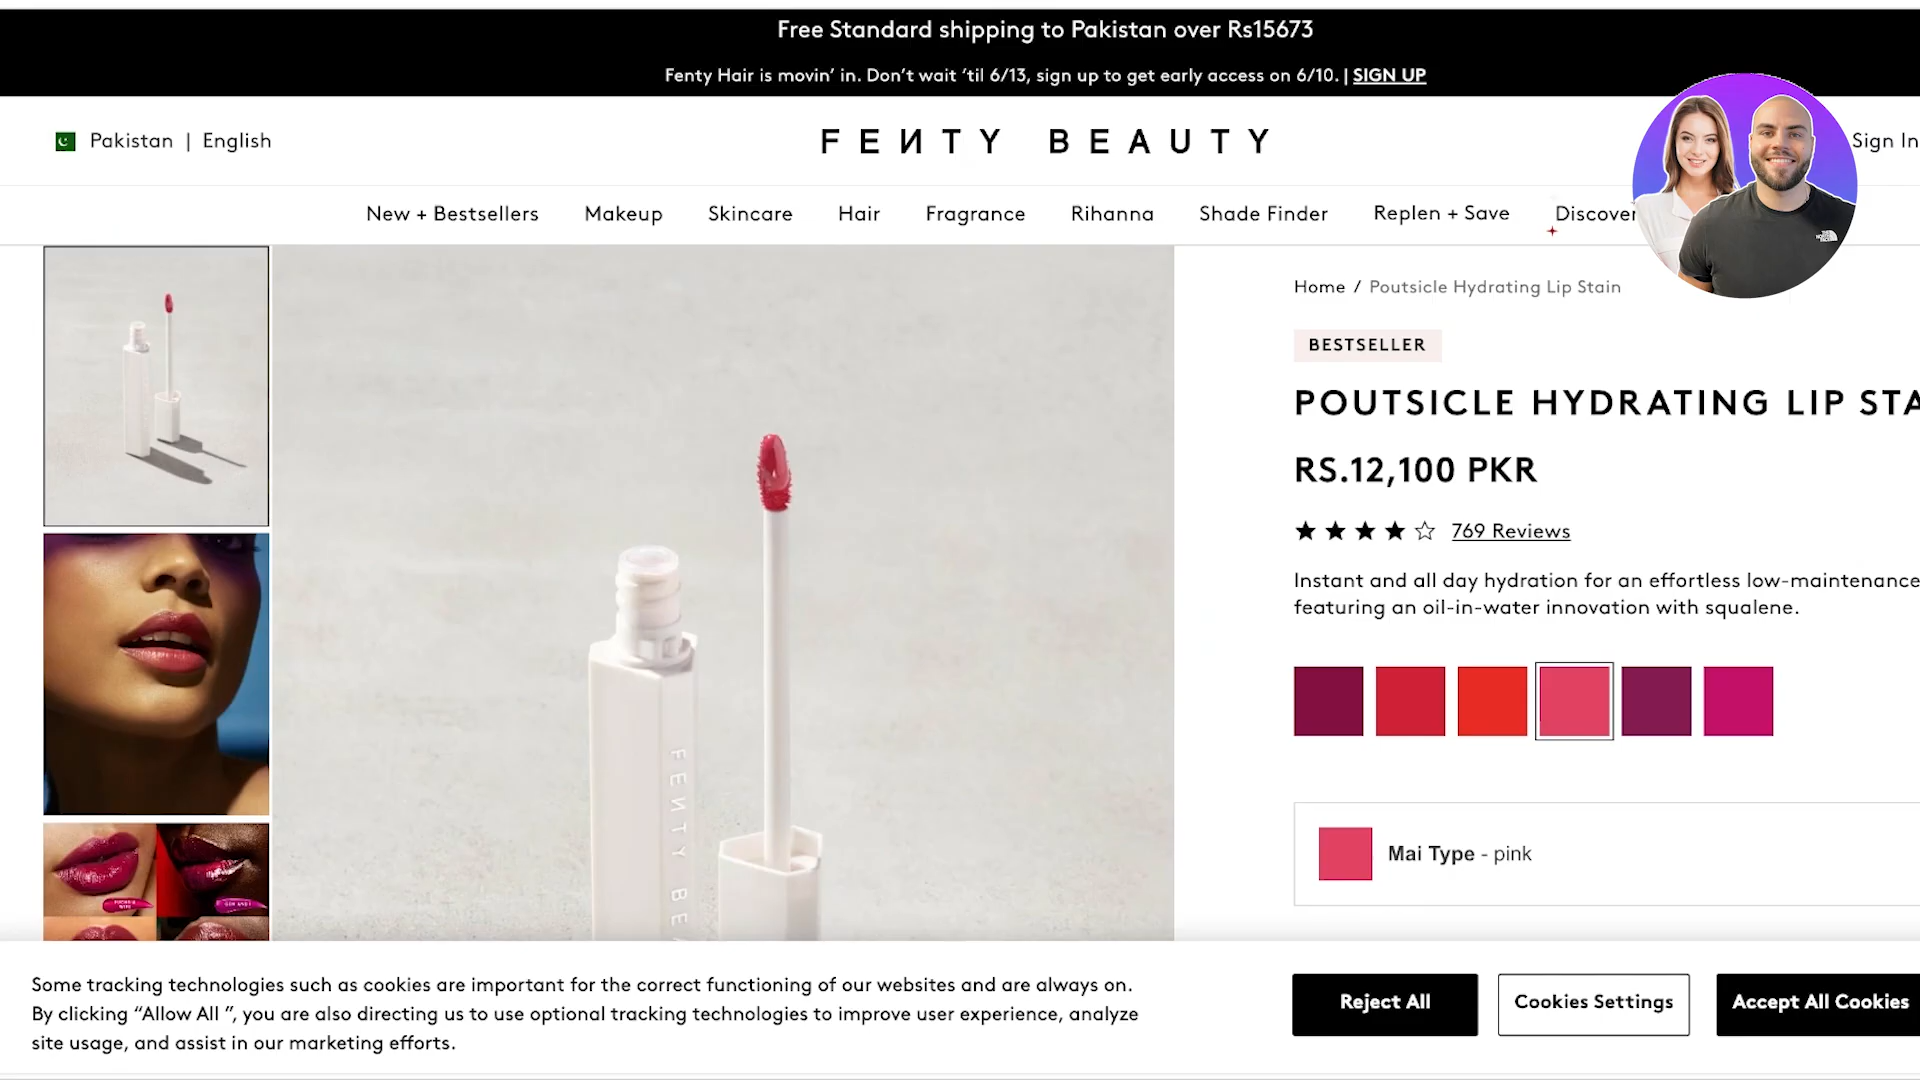 Free Standard shipping to Pakistan over Rs15673
Fenty Hair is movin’ in. Don’t wait ’til 6/13, sign up to get early access on 6/10. | SIGN UP
Pakistan | English
FENTY BEAUTY
Sign In
New + Bestsellers Makeup Skincare Hair Fragrance Rihanna Shade Finder Replen + Save Discover
Home / Poutsicle Hydrating Lip Stain
BESTSELLER
POUTSICLE HYDRATING LIP STA
RS.12,100 PKR
769 Reviews
Instant and all day hydration for an effortless low-maintenance
featuring an oil-in-water innovation with squalene.
FENTY BEA
Mai Type - pink
Some tracking technologies such as cookies are important for the correct functioning of our websites and are always on.
By clicking “Allow All ”, you are also directing us to use optional tracking technologies to improve user experience, analyze
site usage, and assist in our marketing efforts.
Reject All
Cookies Settings
Accept All Cookies